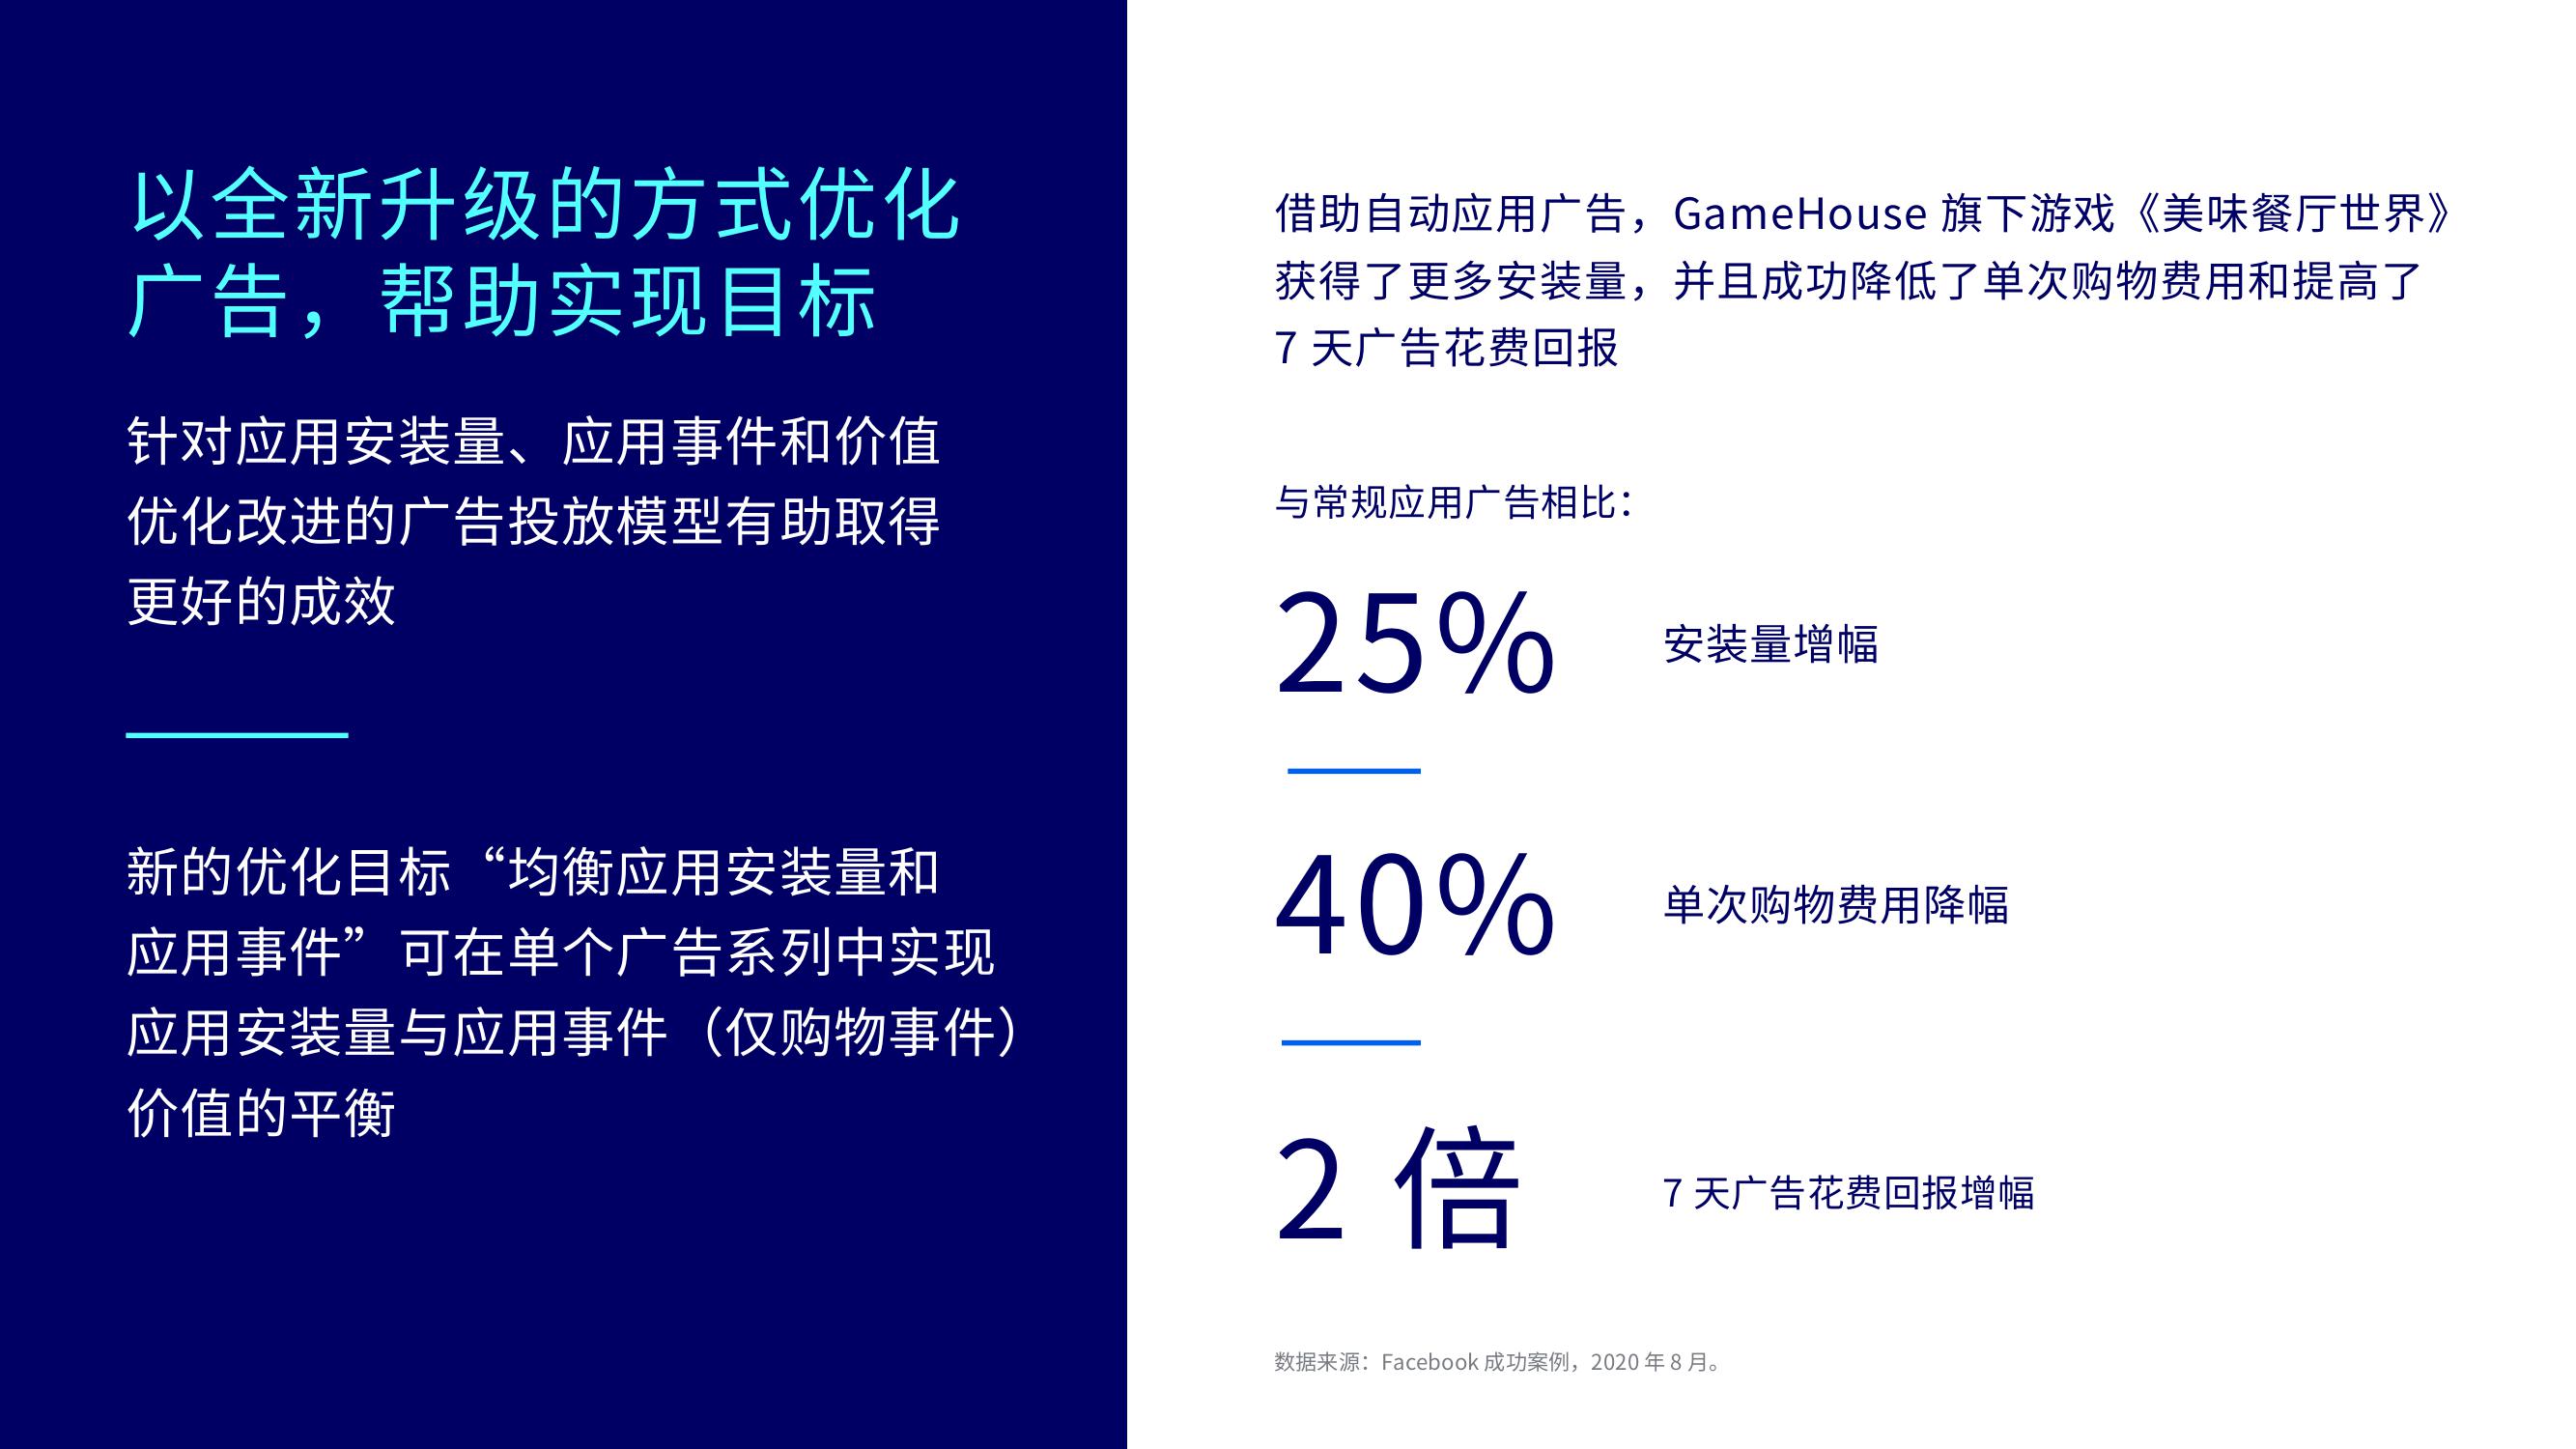 以全新升级的方式优化
广告，帮助实现目标
针对应用安装量、应用事件和价值
优化改进的广告投放模型有助取得
更好的成效
新的优化目标“均衡应用安装量和
应用事件”可在单个广告系列中实现
应用安装量与应用事件（仅购物事件）
价值的平衡
借助自动应用广告，GameHouse 旗下游戏《美味餐厅世界》
获得了更多安装量，并且成功降低了单次购物费用和提高了
7 天广告花费回报
与常规应用广告相比：
25% 安装量增幅
40% 单次购物费用降幅
2 倍 7 天广告花费回报增幅
数据来源：Facebook 成功案例，2020 年 8 月。